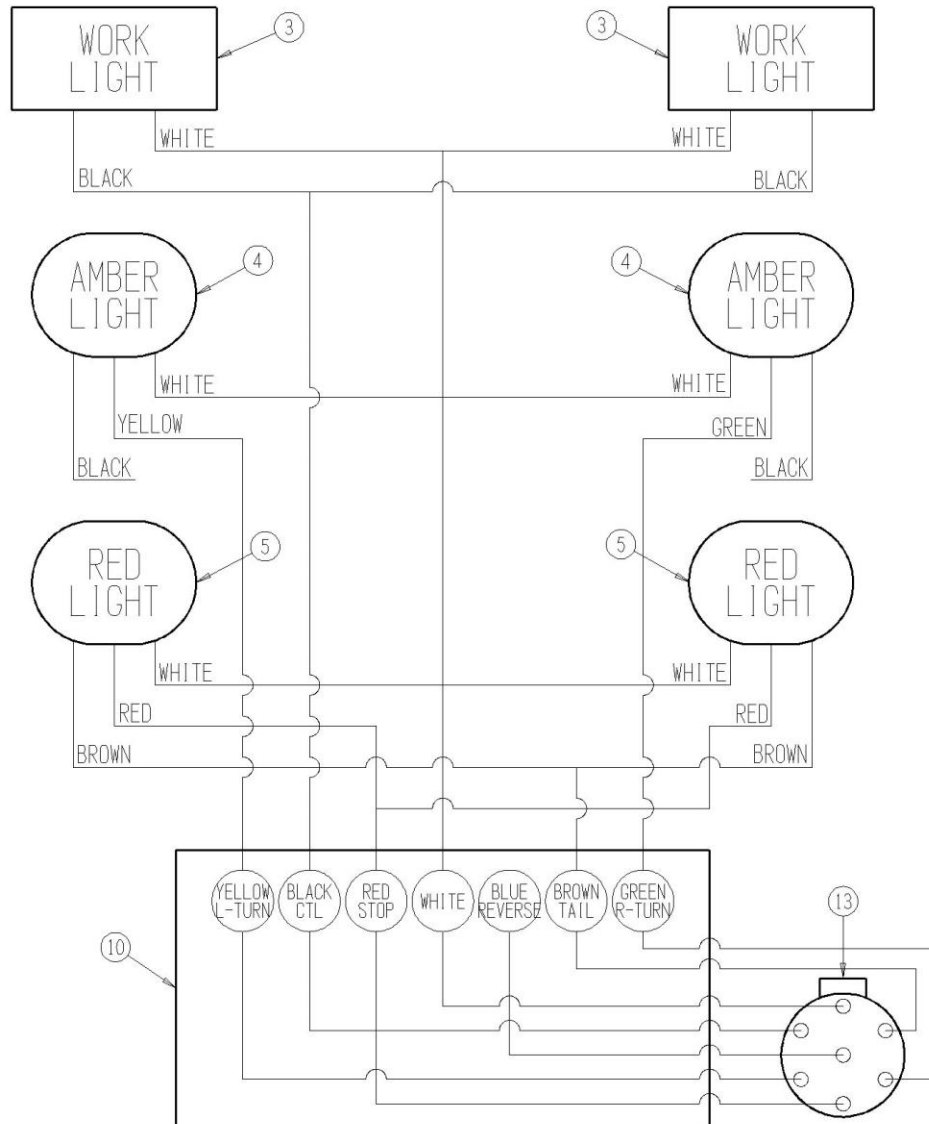 WORK
LIGHT
3
3
WORK
LIGHT
WHITE
WHITE
BLACK
BLACK
AMBER
LIGHT
4
4
AMBER
LIGHT
WHITE
WHITE
YELLOW
GREEN
BLACK
BLACK
RED
LIGHT
5
5
RED
LIGHT
WHITE
WHITE
RED
RED
BROWN
BROWN
YELLOW
L-TURN
BLACK
CTL
RED
STOP
WHITE
BLUE
REVERSE
BROWN
TAIL
GREEN
R-TURN
10
13